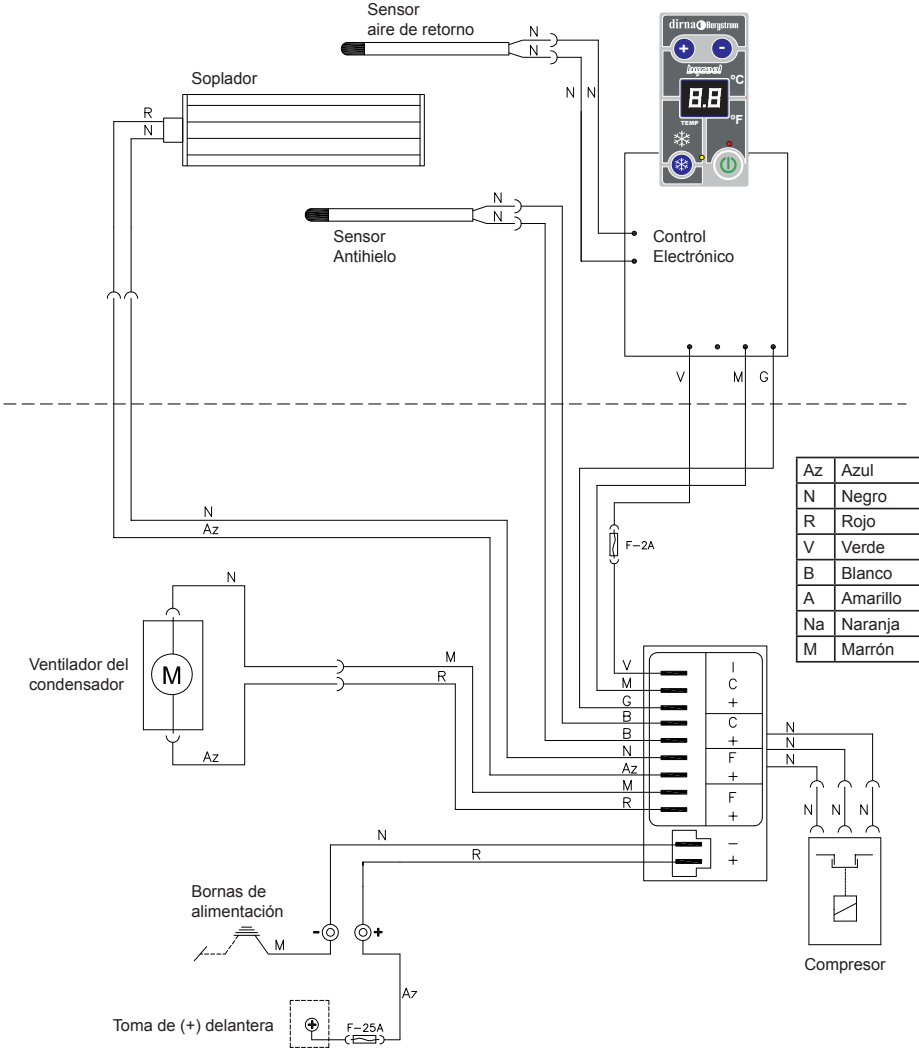 Sensor
aire de retorno
N
N
N
N
dirna Bergstrom
+
-
bycool
°C
8.8
°F
TEMP
Soplador
R
N
N
N
Sensor
Antihielo
Control
Electrónico
V
M
G
Az Azul
N Negro
R Rojo
V Verde
B Blanco
A Amarillo
Na Naranja
M Marrón
N
Az
F-2A
N
Ventilador del
condensador
M
Az
M
R
V
M
G
B
B
N
Az
M
R
I
C
+
C
+
F
+
F
+
-
+
N
N
N
N
N
N
Compresor
N
R
Bornas de
alimentación
M
-
+
Az
Toma de (+) delantera
+
F-25A